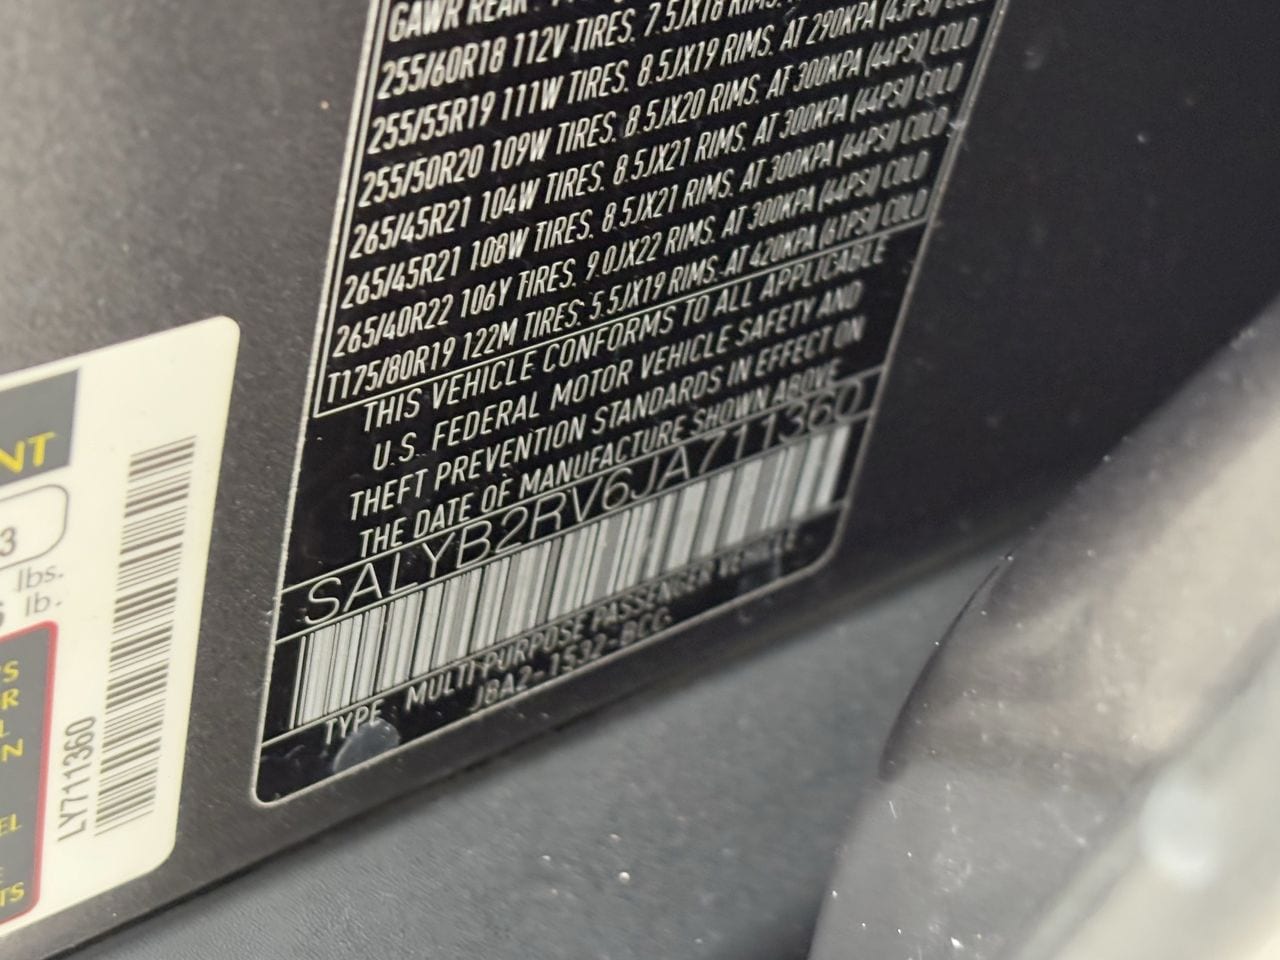 GAWR REAR
255/60R18 112V TIRES. 7.5JX18 RIMS.
255/55R19 111W TIRES. 8.5JX19 RIMS. AT 290KPA (43PSI) COLD
255/50R20 109W TIRES. 8.5JX20 RIMS. AT 300KPA (44PSI) COLD
265/45R21 104W TIRES. 8.5JX21 RIMS. AT 300KPA (44PSI) COLD
265/45R21 108W TIRES. 8.5JX21 RIMS. AT 300KPA (44PSI) COLD
265/40R22 106Y TIRES. 9.0JX22 RIMS. AT 300KPA (44PSI) COLD
T175/80R19 122M TIRES. 5.5JX19 RIMS. AT 420KPA (61PSI) COLD
THIS VEHICLE CONFORMS TO ALL APPLICABLE
U.S. FEDERAL MOTOR VEHICLE SAFETY AND
THEFT PREVENTION STANDARDS IN EFFECT ON
THE DATE OF MANUFACTURE SHOWN ABOVE
SALYB2RV6JA711360
TYPE MULTI-PURPOSE PASSENGER VEHICLE
JBA2-1532-BCG
NT
3
lbs.
lb.
LY711360